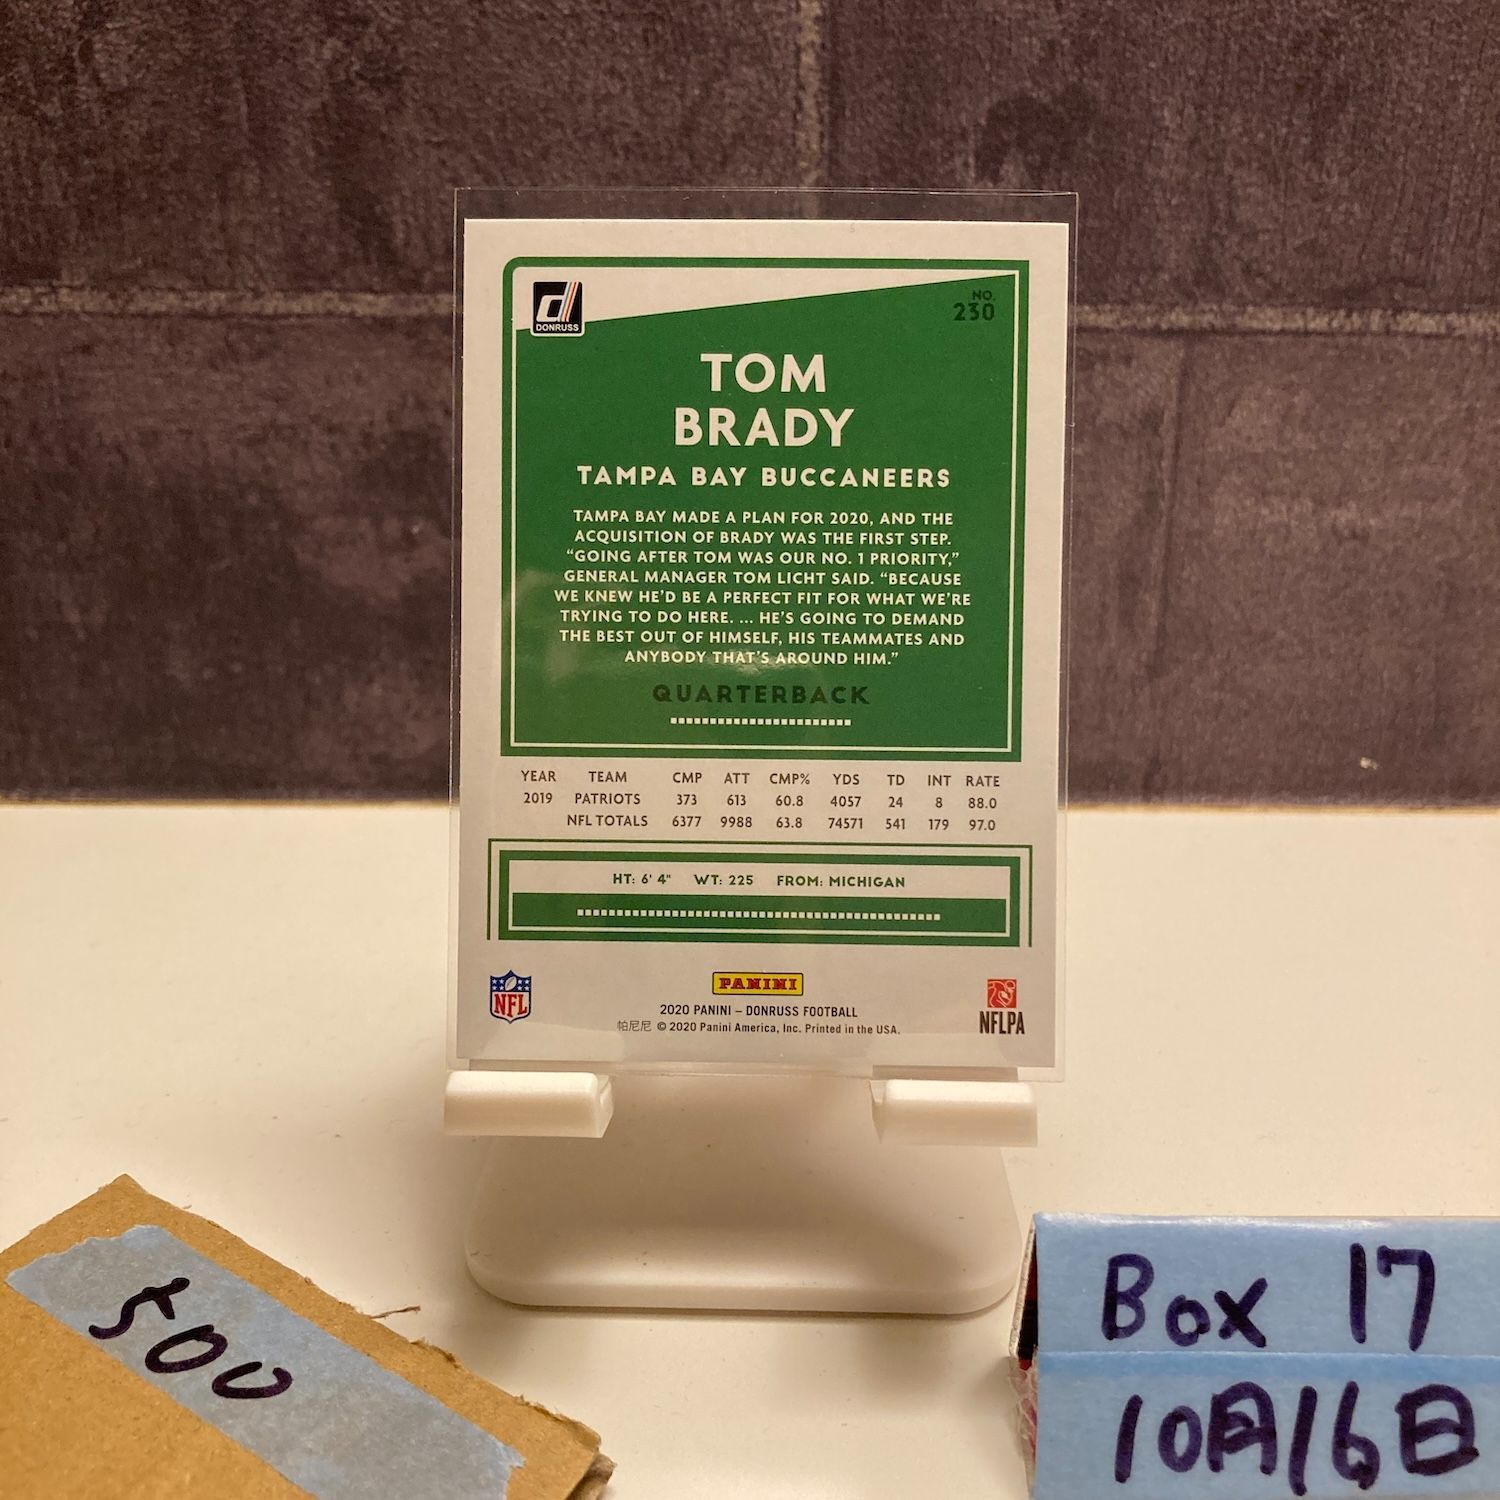 DONRUSS
NO.
230
TOM
BRADY
TAMPA BAY BUCCANEERS
TAMPA BAY MADE A PLAN FOR 2020, AND THE
ACQUISITION OF BRADY WAS THE FIRST STEP.
“GOING AFTER TOM WAS OUR NO. 1 PRIORITY,”
GENERAL MANAGER TOM LICHT SAID. “BECAUSE
WE KNEW HE’D BE A PERFECT FIT FOR WHAT WE’RE
TRYING TO DO HERE. ... HE’S GOING TO DEMAND
THE BEST OUT OF HIMSELF, HIS TEAMMATES AND
ANYBODY THAT’S AROUND HIM.”
QUARTERBACK
YEAR TEAM CMP ATT CMP% YDS TD INT RATE
2019 PATRIOTS 373 613 60.8 4057 24 8 88.0
NFL TOTALS 6377 9988 63.8 74571 541 179 97.0
HT: 6' 4" WT: 225 FROM: MICHIGAN
NFL
PANINI
2020 PANINI – DONRUSS FOOTBALL
帕尼尼 © 2020 Panini America, Inc. Printed in the USA.
NFLPA
500
Box 17
10月16日